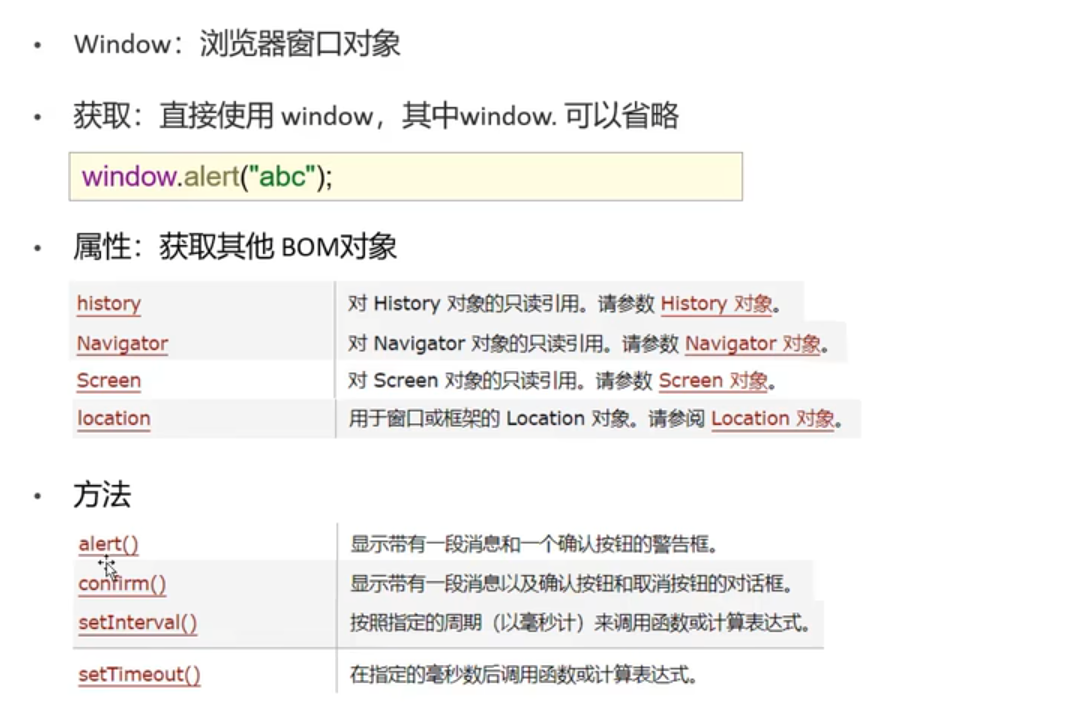 • Window：浏览器窗口对象
• 获取：直接使用 window，其中window. 可以省略
window.alert("abc");
• 属性：获取其他 BOM对象
history 对 History 对象的只读引用。请参数 History 对象。
Navigator 对 Navigator 对象的只读引用。请参数 Navigator 对象。
Screen 对 Screen 对象的只读引用。请参数 Screen 对象。
location 用于窗口或框架的 Location 对象。请参阅 Location 对象。
• 方法
alert() 显示带有一段消息和一个确认按钮的警告框。
confirm() 显示带有一段消息以及确认按钮和取消按钮的对话框。
setInterval() 按照指定的周期（以毫秒计）来调用函数或计算表达式。
setTimeout() 在指定的毫秒数后调用函数或计算表达式。